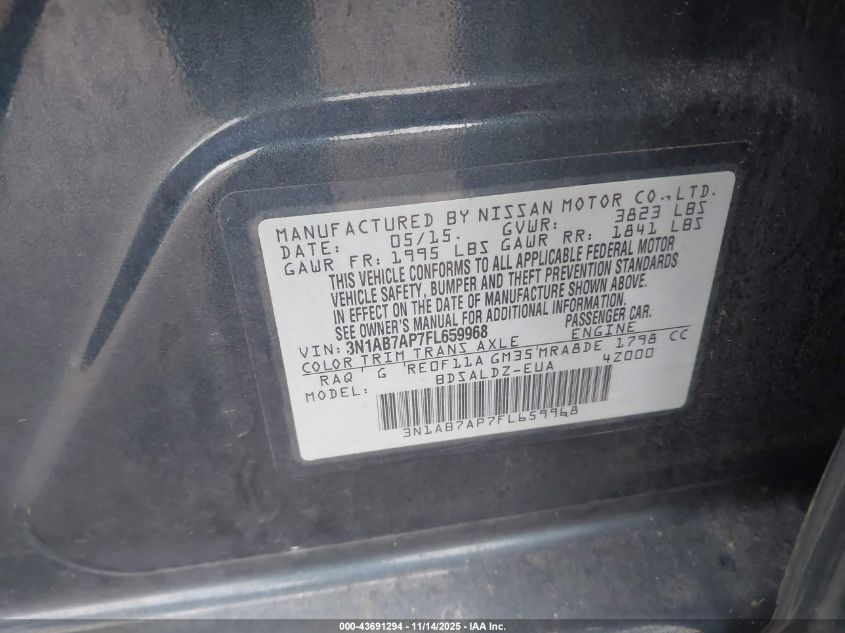 MANUFACTURED BY NISSAN MOTOR CO., LTD.
DATE: 05/15. GVWR: 3823 LBS
GAWR FR: 1995 LBS GAWR RR: 1841 LBS
THIS VEHICLE CONFORMS TO ALL APPLICABLE FEDERAL MOTOR
VEHICLE SAFETY, BUMPER AND THEFT PREVENTION STANDARDS
IN EFFECT ON THE DATE OF MANUFACTURE SHOWN ABOVE.
SEE OWNER'S MANUAL FOR ADDITIONAL INFORMATION.
VIN: 3N1AB7AP7FL659968 PASSENGER CAR.
COLOR TRIM TRANS AXLE ENGINE
RAQ G RE0F11A GM35 MRA8DE 1798 CC
MODEL: BDSALDZ-EUA 4Z000
3N1AB7AP7FL659968
000-43691294 - 11/14/2025 - IAA Inc.